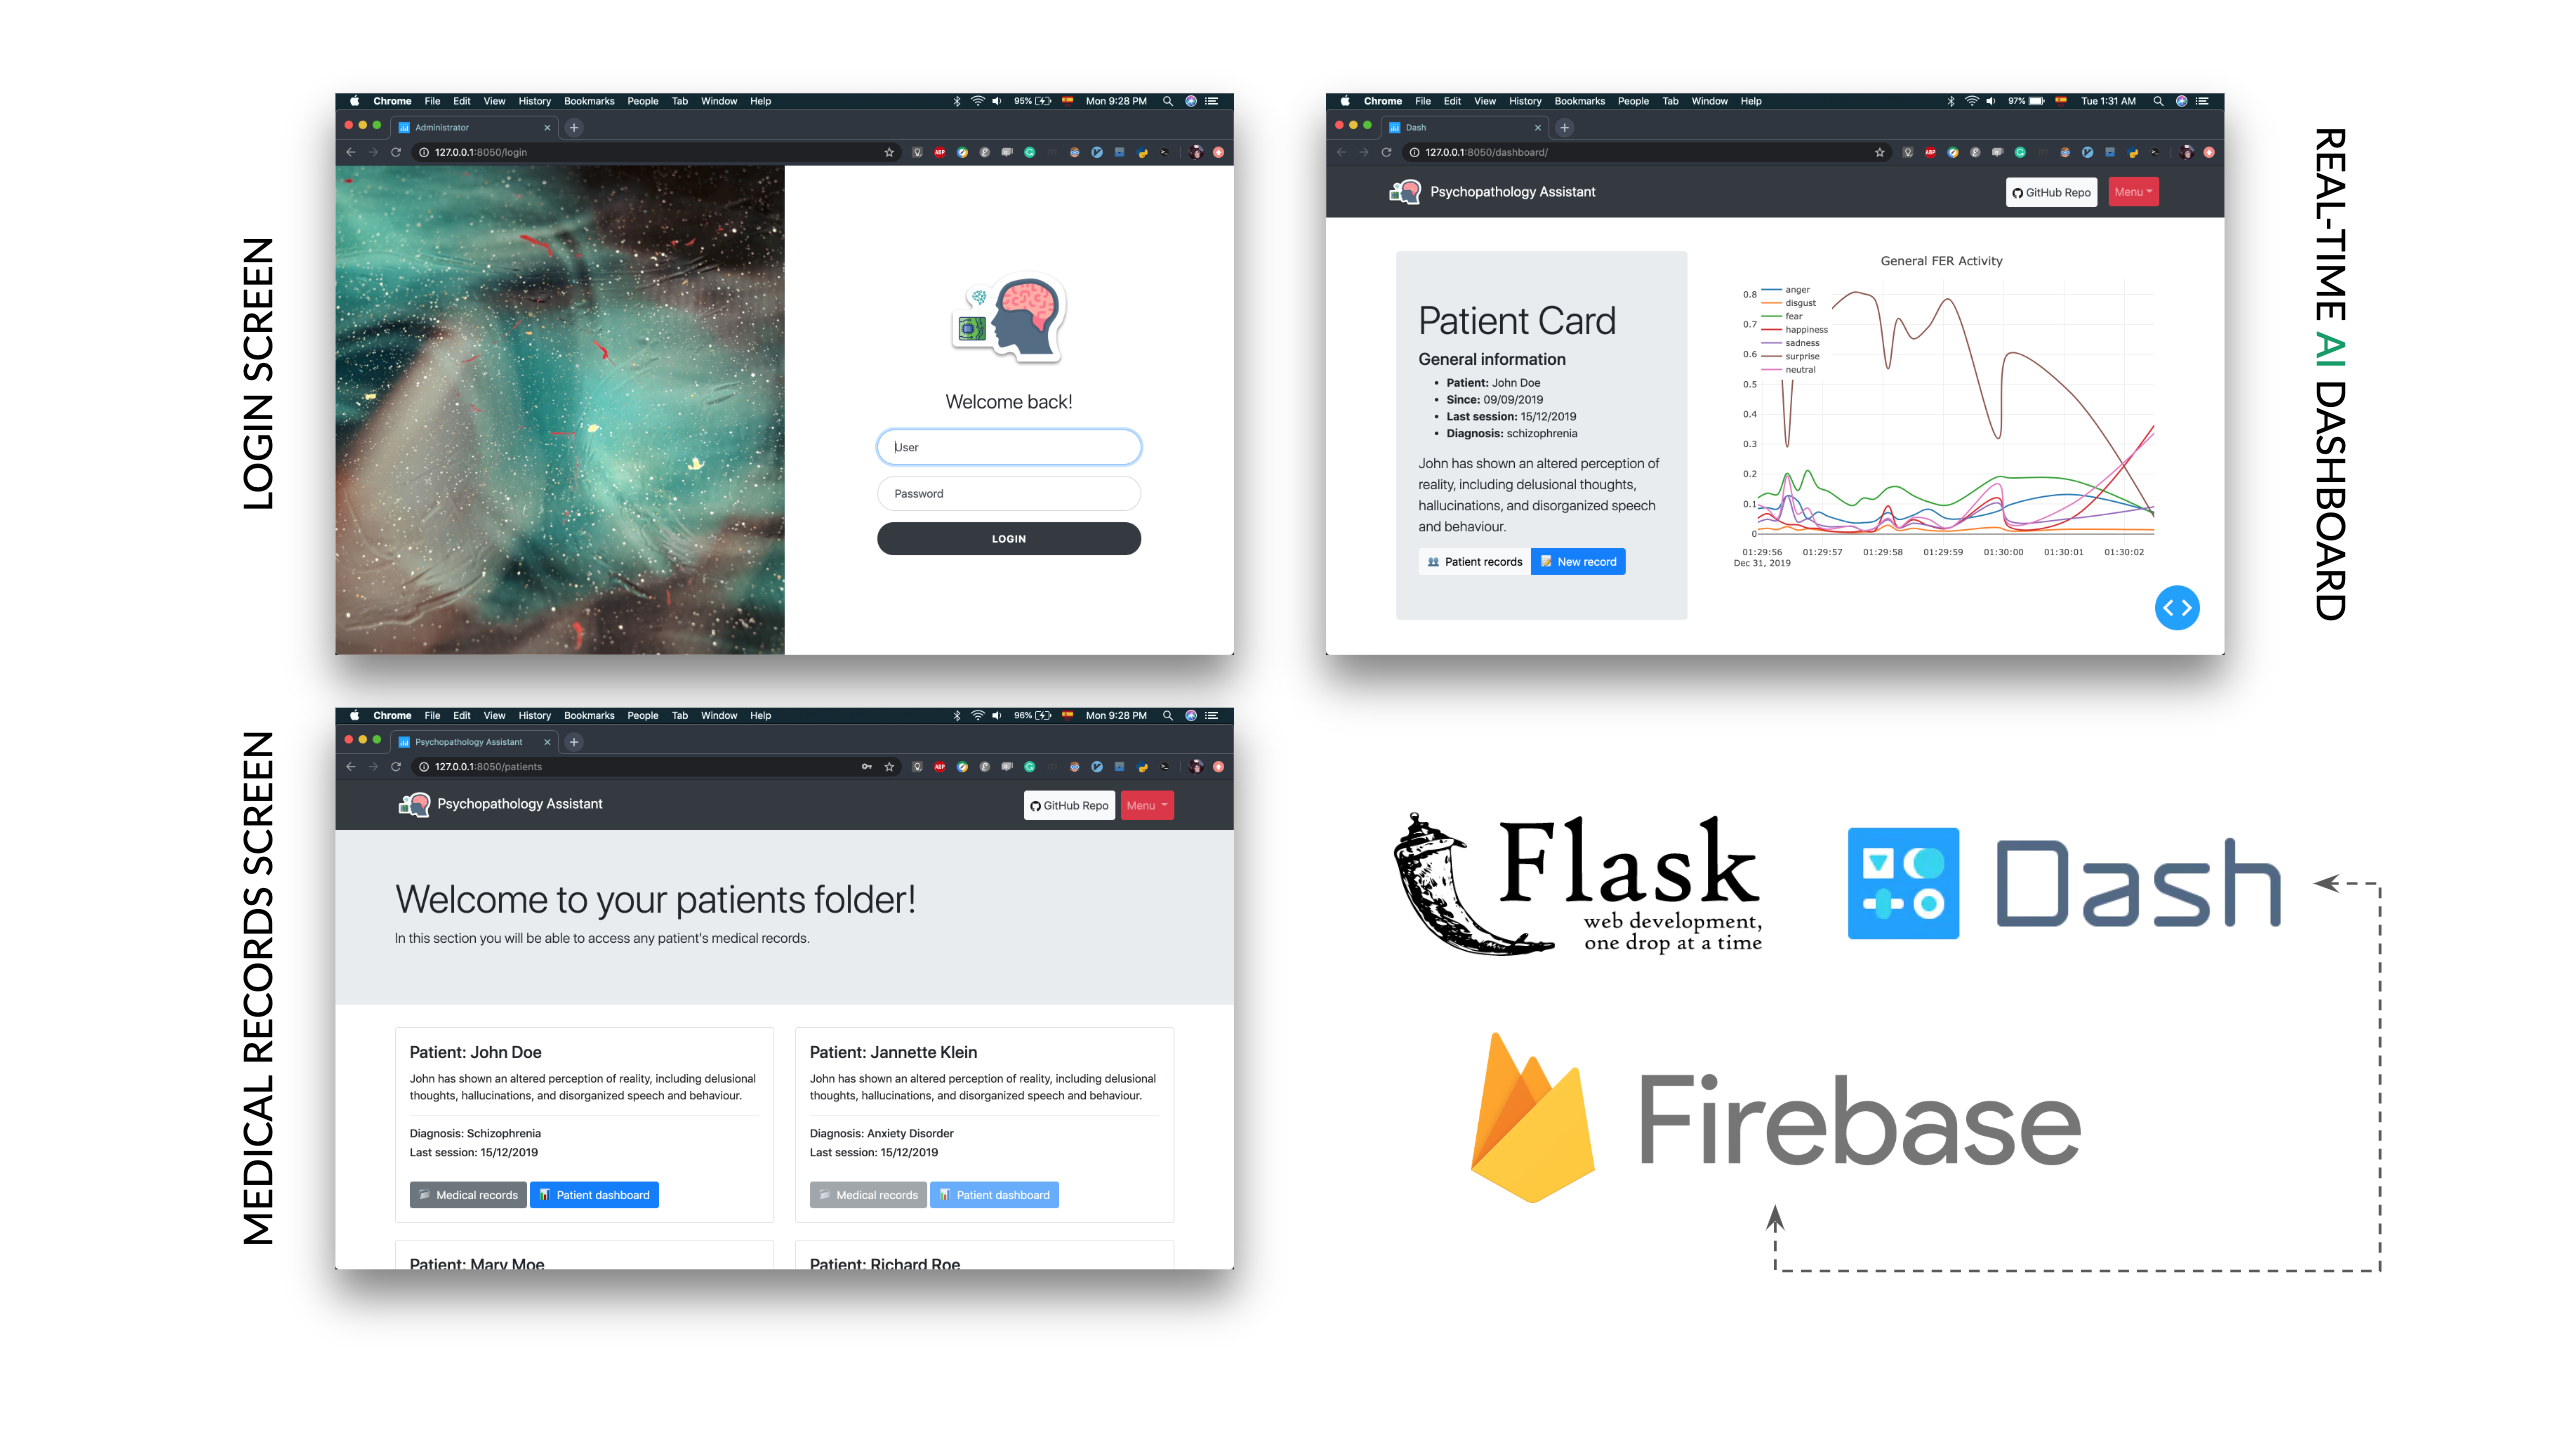 LOGIN SCREEN
Chrome File Edit View History Bookmarks People Tab Window Help 95% Mon 9:28 PM
Administrator
127.0.0.1:8050/login
ABP
Welcome back!
User
Password
LOGIN
REAL-TIME AI DASHBOARD
Chrome File Edit View History Bookmarks People Tab Window Help 97% Tue 1:31 AM
Dash
127.0.0.1:8050/dashboard/
ABP
Psychopathology Assistant
GitHub Repo
Menu
Patient Card
General information
Patient: John Doe
Since: 09/09/2019
Last session: 15/12/2019
Diagnosis: schizophrenia
John has shown an altered perception of
reality, including delusional thoughts,
hallucinations, and disorganized speech
and behaviour.
Patient records
New record
General FER Activity
anger
disgust
fear
happiness
sadness
surprise
neutral
0.8
0.7
0.6
0.5
0.4
0.3
0.2
0.1
0
01:29:56 01:29:57 01:29:58 01:29:59 01:30:00 01:30:01 01:30:02
Dec 31, 2019
MEDICAL RECORDS SCREEN
Chrome File Edit View History Bookmarks People Tab Window Help 96% Mon 9:28 PM
Psychopathology Assistant
127.0.0.1:8050/patients
ABP
Psychopathology Assistant
GitHub Repo
Menu
Welcome to your patients folder!
In this section you will be able to access any patient's medical records.
Patient: John Doe
John has shown an altered perception of reality, including delusional
thoughts, hallucinations, and disorganized speech and behaviour.
Diagnosis: Schizophrenia
Last session: 15/12/2019
Medical records
Patient dashboard
Patient: Jannette Klein
John has shown an altered perception of reality, including delusional
thoughts, hallucinations, and disorganized speech and behaviour.
Diagnosis: Anxiety Disorder
Last session: 15/12/2019
Medical records
Patient dashboard
Patient: Mary Moe
Patient: Richard Roe
Flask
web development,
one drop at a time
Dash
Firebase